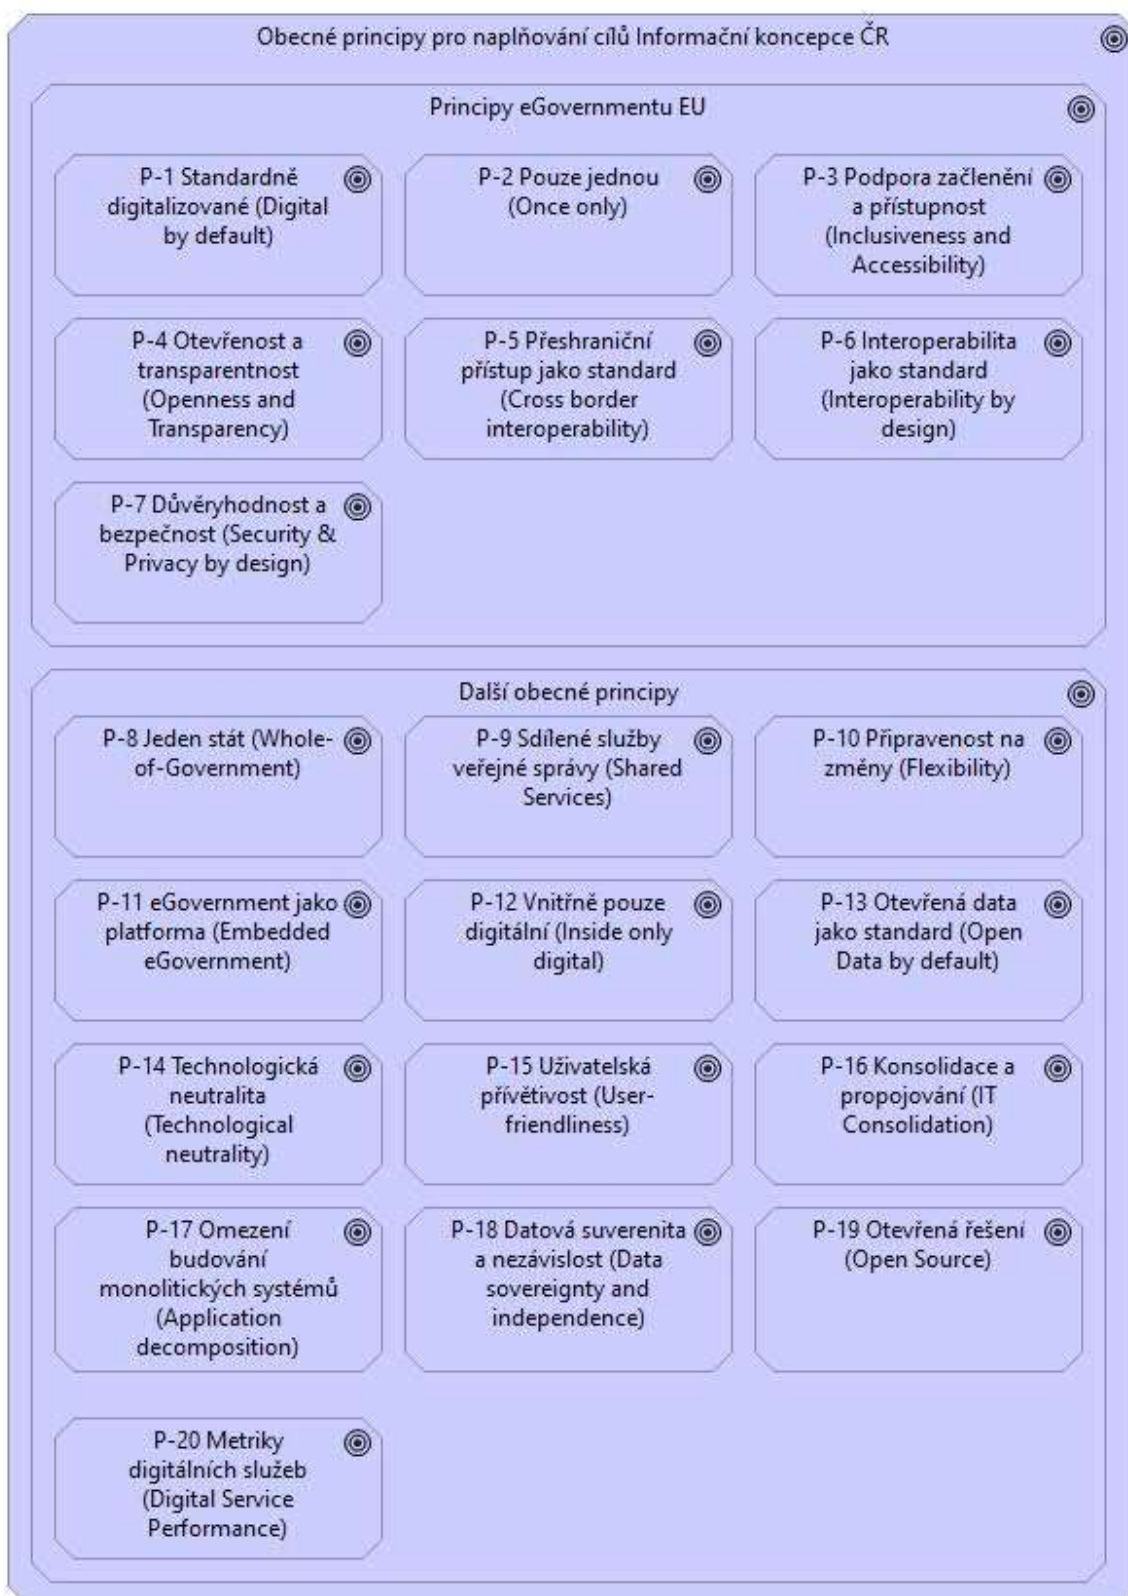 Obecné principy pro naplňování cílů Informační koncepce ČR
Principy eGovernmentu EU
P-1 Standardně
digitalizované (Digital
by default)
P-2 Pouze jednou
(Once only)
P-3 Podpora začlenění
a přístupnost
(Inclusiveness and
Accessibility)
P-4 Otevřenost a
transparentnost
(Openness and
Transparency)
P-5 Přeshraniční
přístup jako standard
(Cross border
interoperability)
P-6 Interoperabilita
jako standard
(Interoperability by
design)
P-7 Důvěryhodnost a
bezpečnost (Security &
Privacy by design)
Další obecné principy
P-8 Jeden stát (Whole-
of-Government)
P-9 Sdílené služby
veřejné správy (Shared
Services)
P-10 Připravenost na
změny (Flexibility)
P-11 eGovernment jako
platforma (Embedded
eGovernment)
P-12 Vnitřně pouze
digitální (Inside only
digital)
P-13 Otevřená data
jako standard (Open
Data by default)
P-14 Technologická
neutralita
(Technological
neutrality)
P-15 Uživatelská
přívětivost (User-
friendliness)
P-16 Konsolidace a
propojování (IT
Consolidation)
P-17 Omezení
budování
monolitických systémů
(Application
decomposition)
P-18 Datová suverenita
a nezávislost (Data
sovereignty and
independence)
P-19 Otevřená řešení
(Open Source)
P-20 Metriky
digitálních služeb
(Digital Service
Performance)